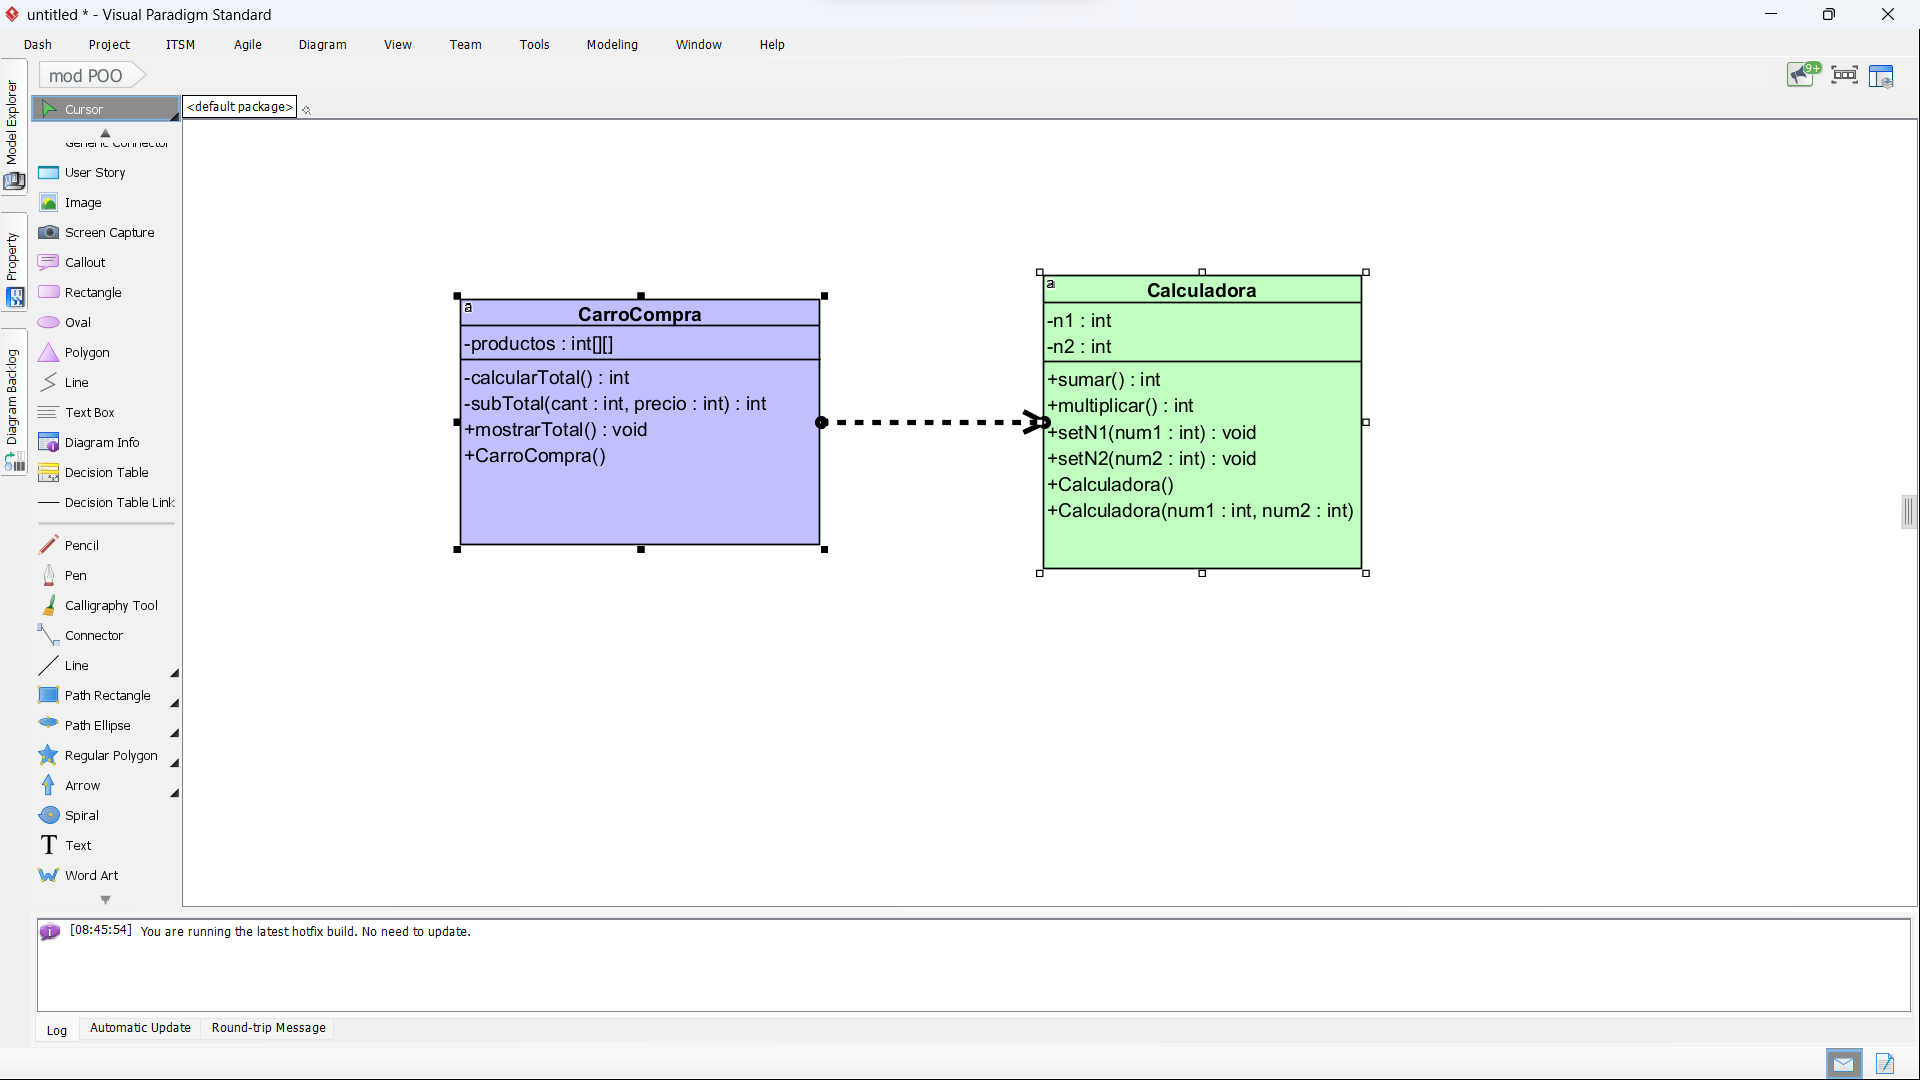 untitled * - Visual Paradigm Standard
Dash Project ITSM Agile Diagram View Team Tools Modeling Window Help
mod POO
9+
Model Explorer
Property
Diagram Backlog
Cursor
<default package>
Generic Connector
User Story
Image
Screen Capture
Callout
Rectangle
Oval
Polygon
Line
Text Box
Diagram Info
Decision Table
Decision Table Link
Pencil
Pen
Calligraphy Tool
Connector
Line
Path Rectangle
Path Ellipse
Regular Polygon
Arrow
Spiral
T Text
Word Art
a
CarroCompra
-productos : int[][]
-calcularTotal() : int
-subTotal(cant : int, precio : int) : int
+mostrarTotal() : void
+CarroCompra()
a
Calculadora
-n1 : int
-n2 : int
+sumar() : int
+multiplicar() : int
+setN1(num1 : int) : void
+setN2(num2 : int) : void
+Calculadora()
+Calculadora(num1 : int, num2 : int)
[08:45:54] You are running the latest hotfix build. No need to update.
Log Automatic Update Round-trip Message